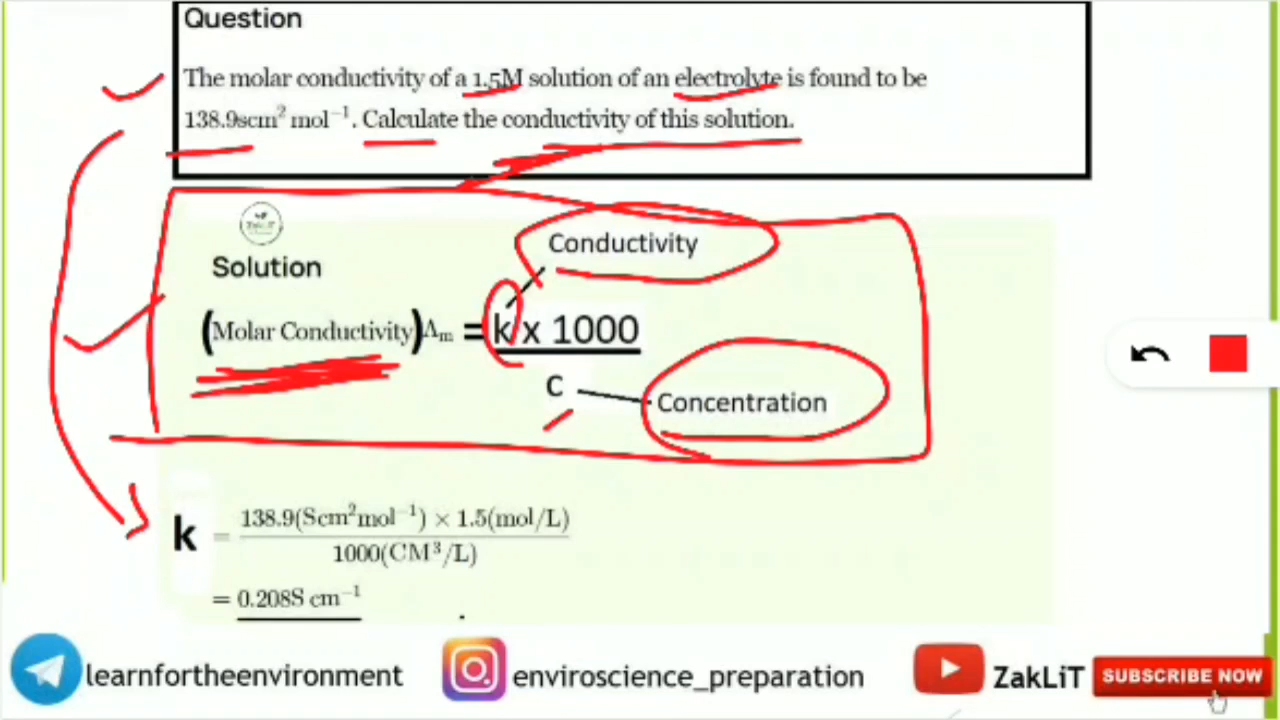 Question
The molar conductivity of a 1.5M solution of an electrolyte is found to be
138.9scm² mol⁻¹. Calculate the conductivity of this solution.
ZakLiT
Conductivity
Solution
(Molar Conductivity)Λₘ = k x 1000
C
Concentration
k = 138.9(Scm²mol⁻¹) × 1.5(mol/L)
1000(CM³/L)
= 0.208S cm⁻¹
learnfortheenvironment
enviroscience_preparation
ZakLiT
SUBSCRIBE NOW